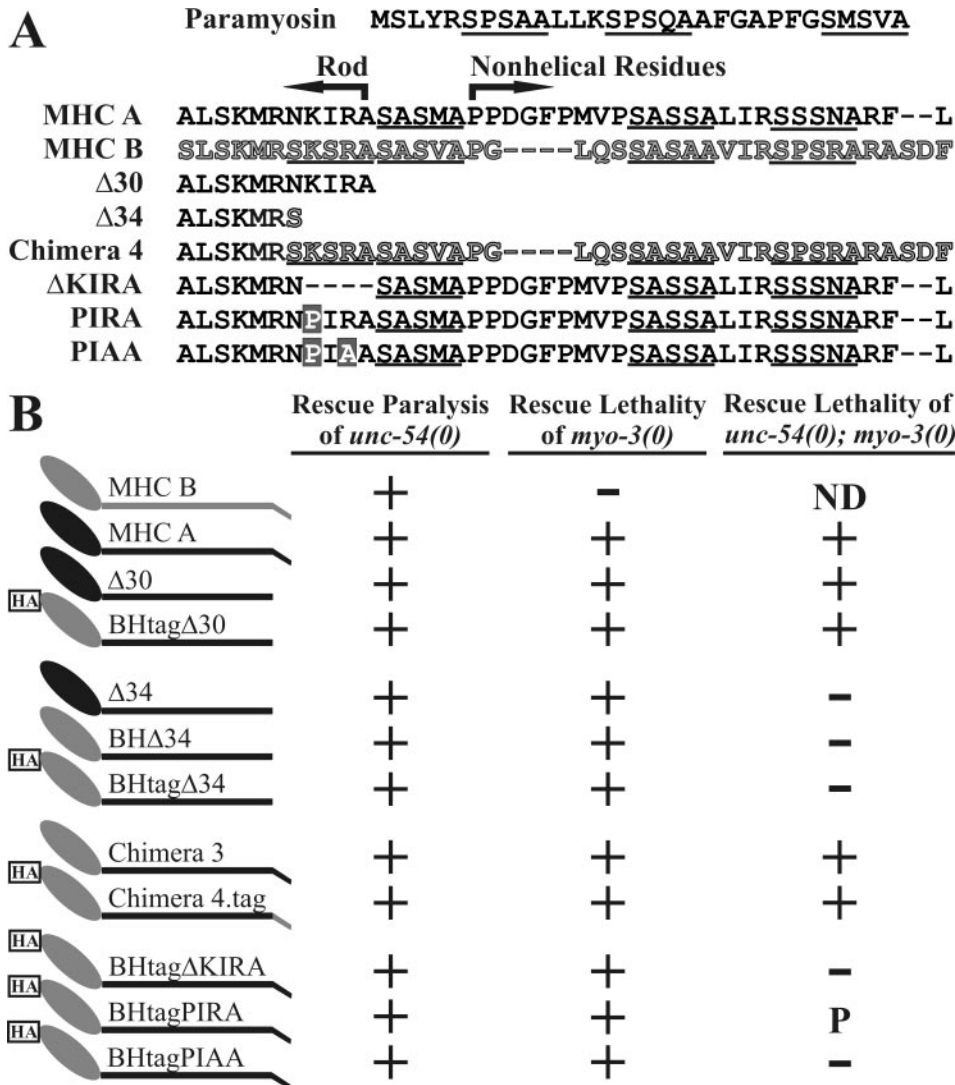 A
Paramyosin MSLYRSPSAALLKSPSQAAFGAPFGSMSVA
Rod Nonhelical Residues
MHC A ALSKMRNKIRASASMAPPDGFPMVPSASSALIRSSSNARF--L
MHC B SLSKMRSKSRASASVAPG----LQSSASAAVIRSPSRARASDF
Δ30 ALSKMRNKIRA
Δ34 ALSKMRS
Chimera 4 ALSKMRSKSRASASVAPG----LQSSASAAVIRSPSRARASDF
ΔKIRA ALSKMRN----SASMAPPDGFPMVPSASSALIRSSSNARF--L
PIRA ALSKMRNPIRASASMAPPDGFPMVPSASSALIRSSSNARF--L
PIAA ALSKMRNPIAASASMAPPDGFPMVPSASSALIRSSSNARF--L
B
Rescue Paralysis of unc-54(0) Rescue Lethality of myo-3(0) Rescue Lethality of unc-54(0); myo-3(0)
MHC B + - ND
MHC A + + +
Δ30 + + +
HA BHtagΔ30 + + +
Δ34 + + -
BHΔ34 + + -
HA BHtagΔ34 + + -
Chimera 3 + + +
HA Chimera 4.tag + + +
HA BHtagΔKIRA + + -
HA BHtagPIRA + + P
HA BHtagPIAA + + -